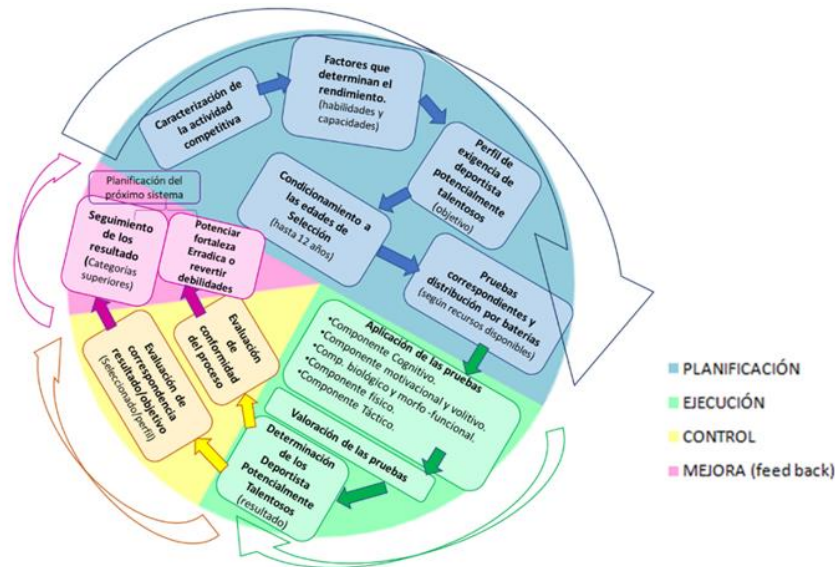 Caracterización de
la actividad
competitiva
Factores que
determinan el
rendimiento.
(habilidades y
capacidades)
Perfil de
exigencia de
deportista
potencialmente
talentosos
(objetivo)
Condicionamiento a
las edades de
Selección
(hasta 12 años)
Pruebas
correspondientes y
distribución por baterías
(según recursos disponibles)
Aplicación de las pruebas
•Componente Cognitivo.
•Componente motivacional y volitivo.
•Comp. biológico y morfo -funcional.
•Componente físico.
•Componente Táctico.
Valoración de las pruebas
Determinación
de los
Deportista
Potencialmente
Talentosos
(resultado)
Evaluación
de
conformidad
del proceso
Evaluación de
correspondencia
resultado/objetivo
(Seleccionado/perfil)
Potenciar
fortaleza
Erradica o
revertir
debilidades
Seguimiento
de los
resultado
(Categorías
superiores)
Planificación del
próximo sistema
PLANIFICACIÓN
EJECUCIÓN
CONTROL
MEJORA (feed back)